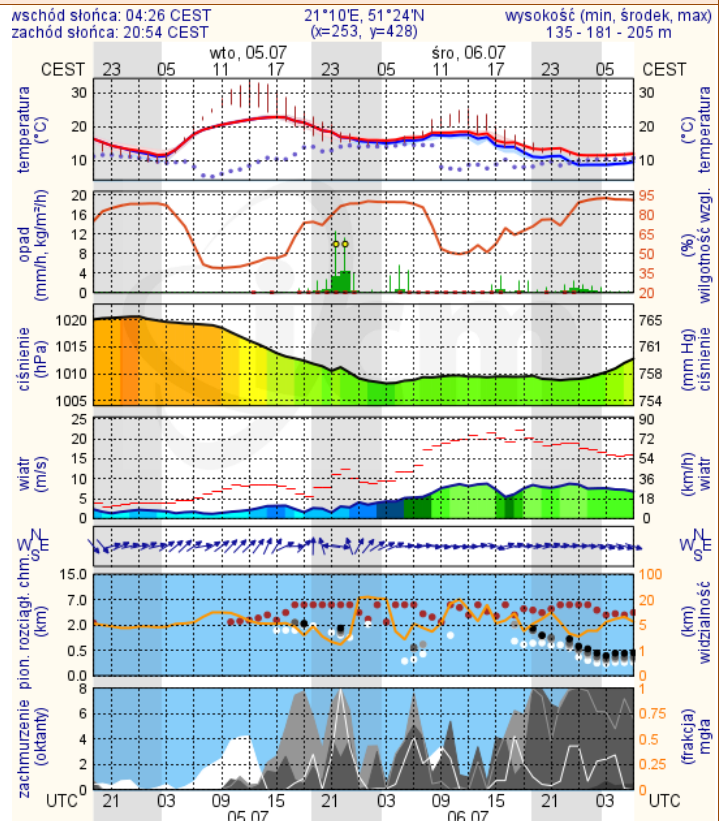 wschód słońca: 04:26 CEST 21°10'E, 51°24'N wysokość (min, środek, max)
zachód słońca: 20:54 CEST (x=253, y=428) 135 - 181 - 205 m
wto, 05.07 śro, 06.07
CEST 23 05 11 17 23 05 11 17 23 05 CEST
temperatura (°C)
30 20 10
30 20 10
temperatura (°C)
opad (mm/h, kg/m²/h)
20 16 12 8 4 0
95 80 65 50 35 20
(%) wilgotność wzgl.
ciśnienie (hPa)
1020 1015 1010 1005
765 761 758 754
(mm Hg) ciśnienie
wiatr (m/s)
25 20 15 10 5 0
90 72 54 36 18 0
(km/h) wiatr
N W E S
N W E S
pion. rozciągł. chm. (km)
15.0 7.0 2.0 0.5 0.0
100 20 5 1 0
(km) widzialność
zachmurzenie (oktanty)
8 6 4 2 0
1 0.75 0.5 0.25 0
(frakcja) mgła
UTC 21 03 09 15 21 03 09 15 21 03 UTC
05.07 06.07